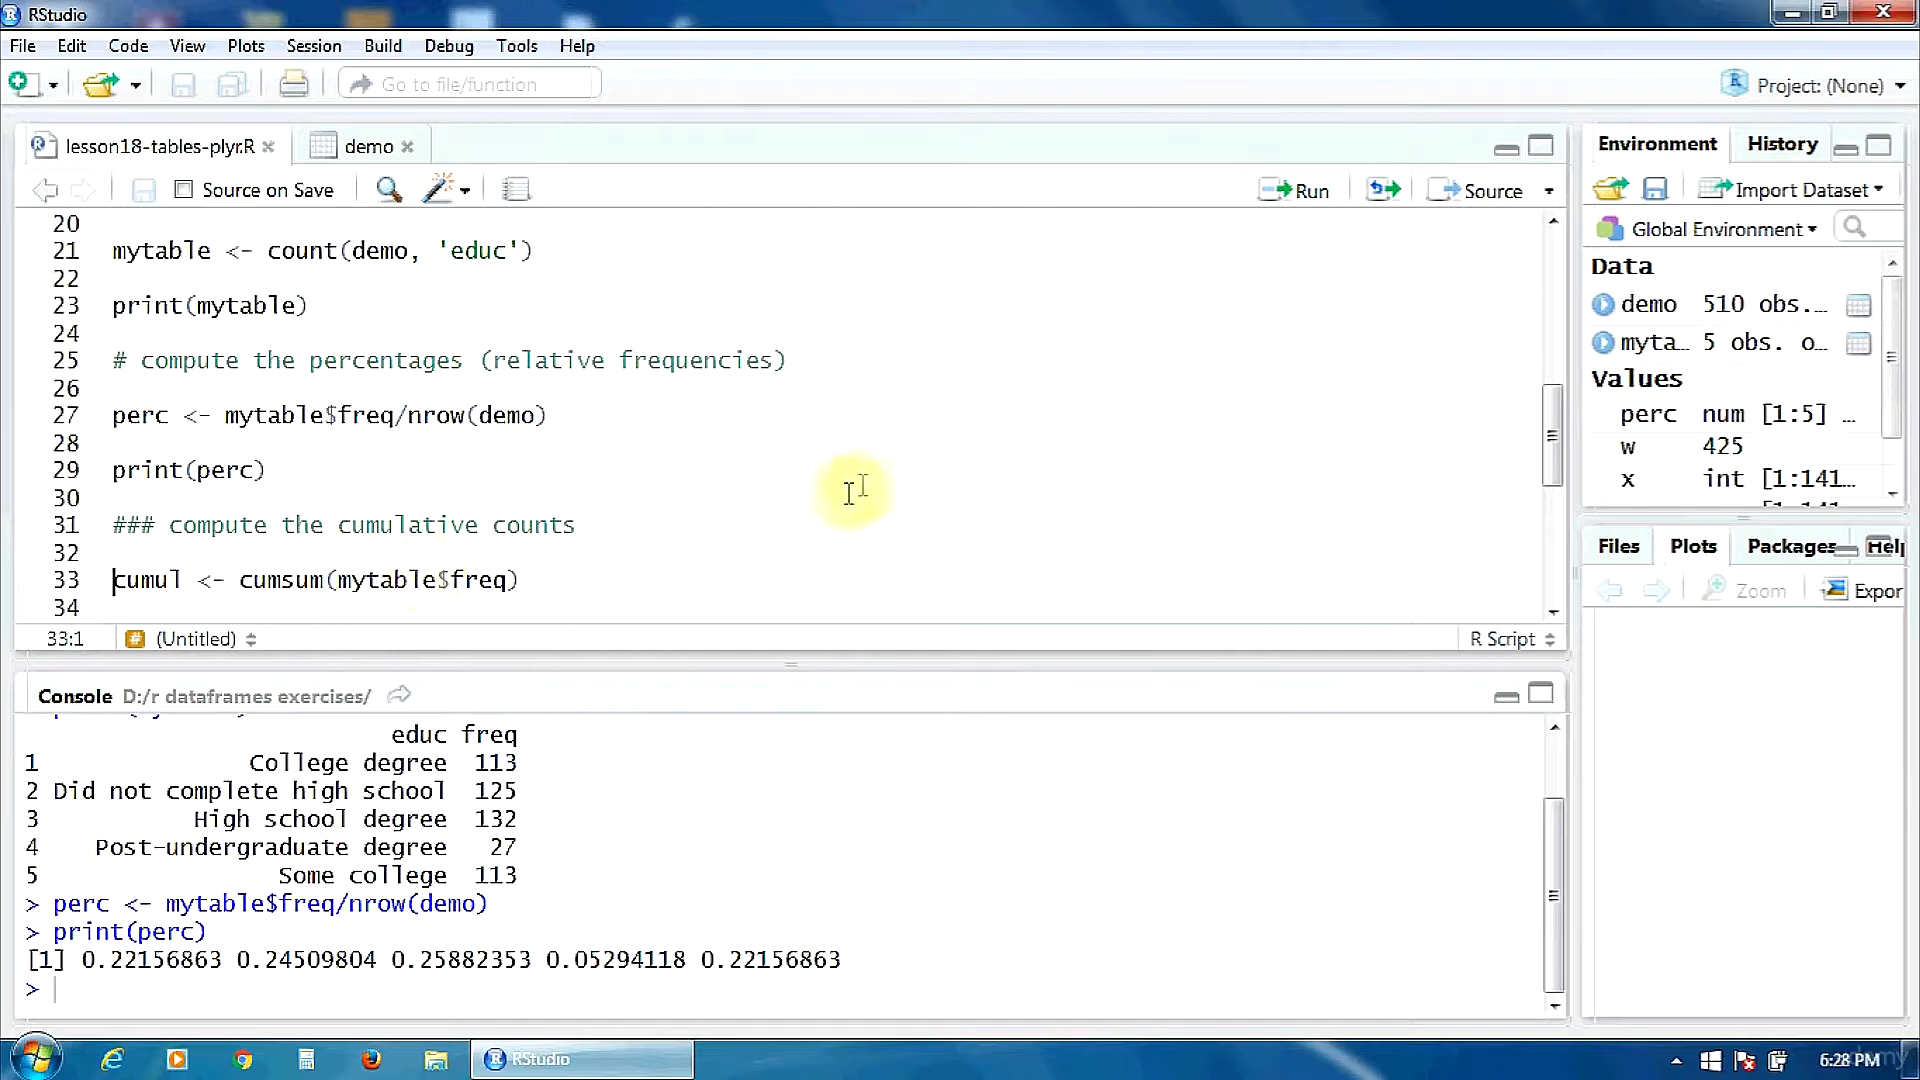 RStudio
File Edit Code View Plots Session Build Debug Tools Help
Go to file/function
Project: (None)
lesson18-tables-plyr.R
demo
Source on Save
Run
Source
20
21 mytable <- count(demo, 'educ')
22
23 print(mytable)
24
25 # compute the percentages (relative frequencies)
26
27 perc <- mytable$freq/nrow(demo)
28
29 print(perc)
30
31 ### compute the cumulative counts
32
33 cumul <- cumsum(mytable$freq)
34
33:1 (Untitled) R Script
Console D:/r dataframes exercises/
educ freq
1 College degree 113
2 Did not complete high school 125
3 High school degree 132
4 Post-undergraduate degree 27
5 Some college 113
> perc <- mytable$freq/nrow(demo)
> print(perc)
[1] 0.22156863 0.24509804 0.25882353 0.05294118 0.22156863
>
Environment History
Import Dataset
Global Environment
Data
demo 510 obs.…
myta… 5 obs. o…
Values
perc num [1:5] …
w 425
x int [1:141…
Files Plots Packages Help
Zoom Expor
RStudio
6:28 PM